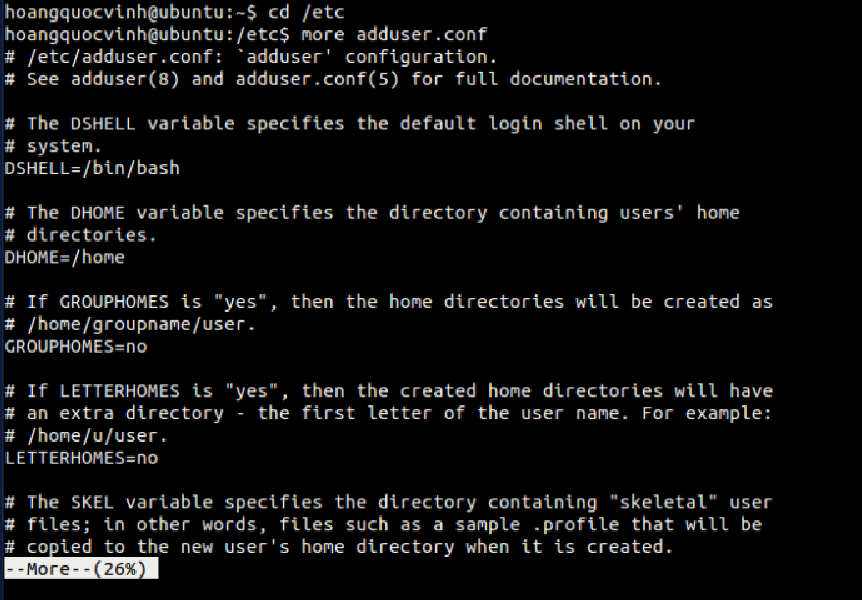 hoangquocvinh@ubuntu:~$ cd /etc
hoangquocvinh@ubuntu:/etc$ more adduser.conf
# /etc/adduser.conf: `adduser' configuration.
# See adduser(8) and adduser.conf(5) for full documentation.
# The DSHELL variable specifies the default login shell on your
# system.
DSHELL=/bin/bash
# The DHOME variable specifies the directory containing users' home
# directories.
DHOME=/home
# If GROUPHOMES is "yes", then the home directories will be created as
# /home/groupname/user.
GROUPHOMES=no
# If LETTERHOMES is "yes", then the created home directories will have
# an extra directory - the first letter of the user name. For example:
# /home/u/user.
LETTERHOMES=no
# The SKEL variable specifies the directory containing "skeletal" user
# files; in other words, files such as a sample .profile that will be
# copied to the new user's home directory when it is created.
--More--(26%)